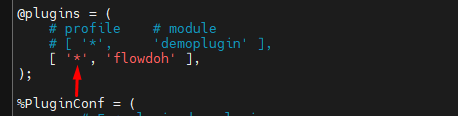 @plugins = (
# profile # module
# [ '*', 'demoplugin' ],
[ '*', 'flowdoh' ],
);
%PluginConf = (